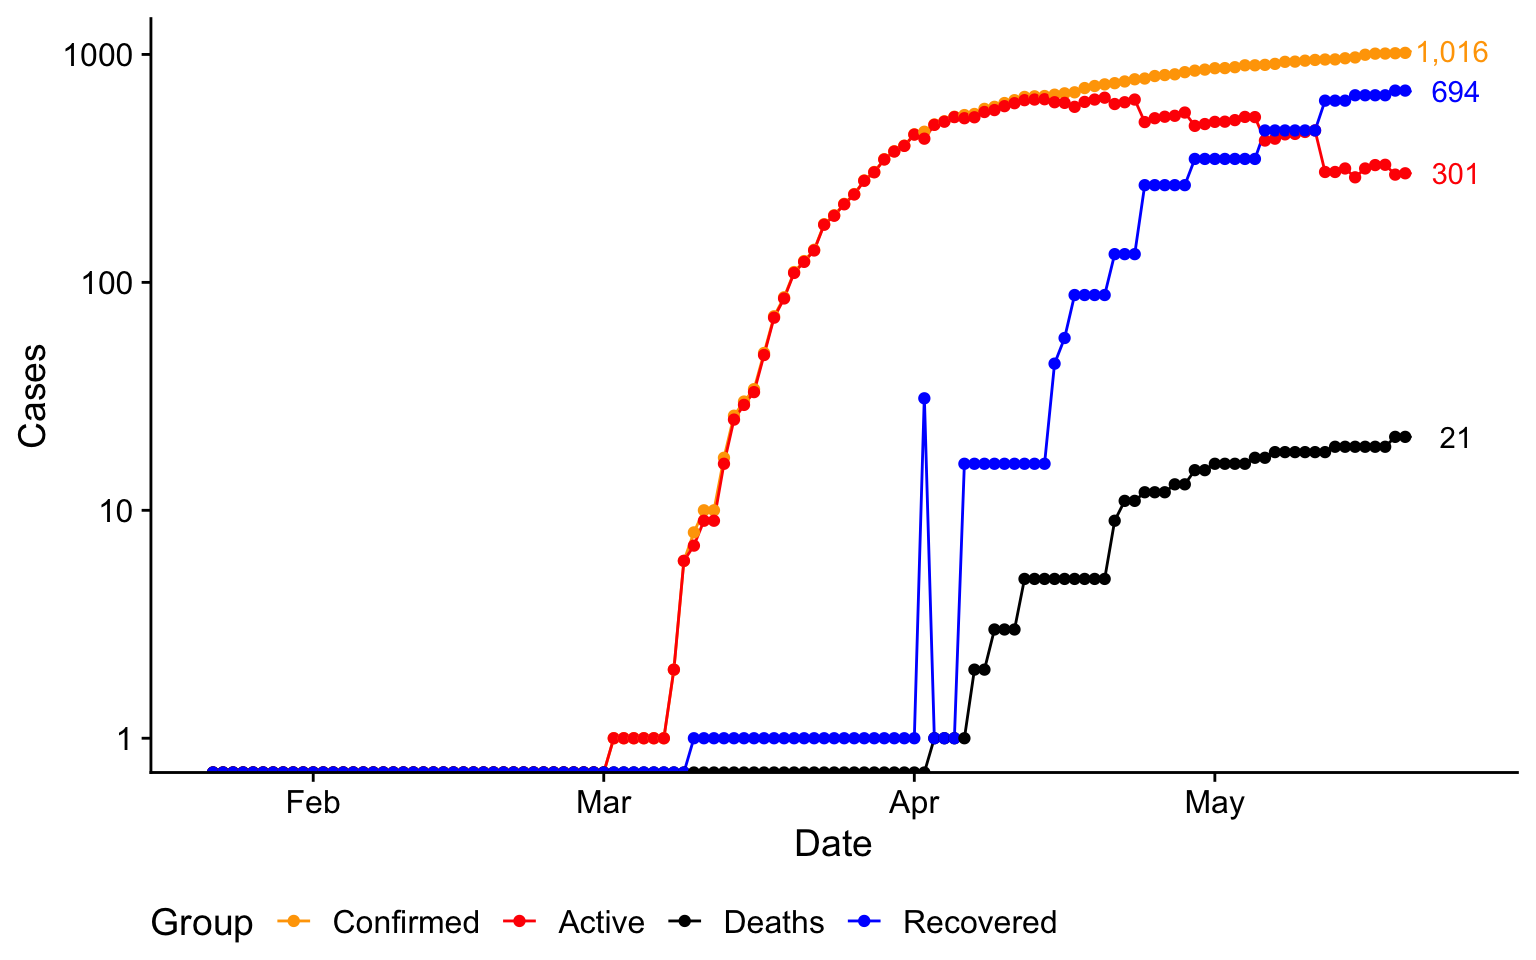 1000
100
10
1
Cases
1,016
694
301
21
Feb Mar Apr May
Date
Group Confirmed Active Deaths Recovered